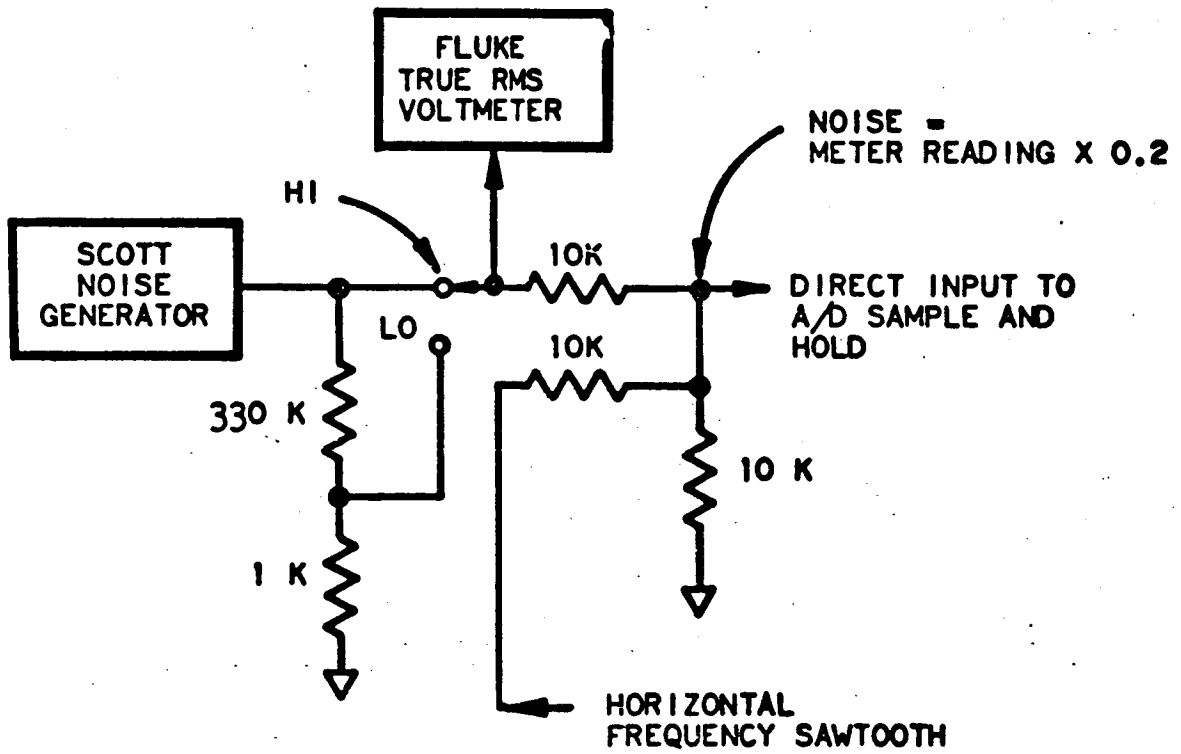 FLUKE
TRUE RMS
VOLTMETER
NOISE =
METER READING X 0.2
HI
SCOTT
NOISE
GENERATOR
10K
DIRECT INPUT TO
A/D SAMPLE AND
HOLD
LO
10K
330 K
10 K
1 K
HORIZONTAL
FREQUENCY SAWTOOTH